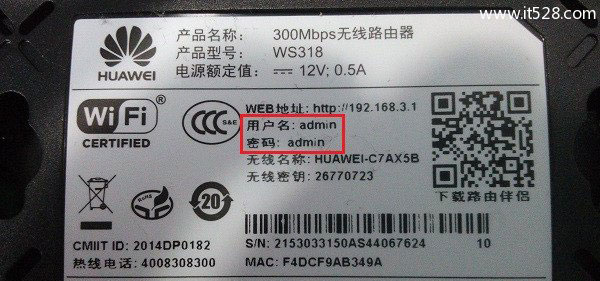 www.it528.com
HUAWEI
产品名称： 300Mbps无线路由器
产品型号： WS318
电源额定值： 12V; 0.5A
Wi Fi
CERTIFIED
CCC S&E
WEB地址: http://192.168.3.1
用户名: admin
密码: admin
无线名称: HUAWEI-C7AX5B
无线密钥: 26770723
下载路由伴侣
20
CMIIT ID: 2014DP0182
热线电话: 4008308300
S/N: 2153033150AS44067624 10
MAC: F4DCF9AB349A